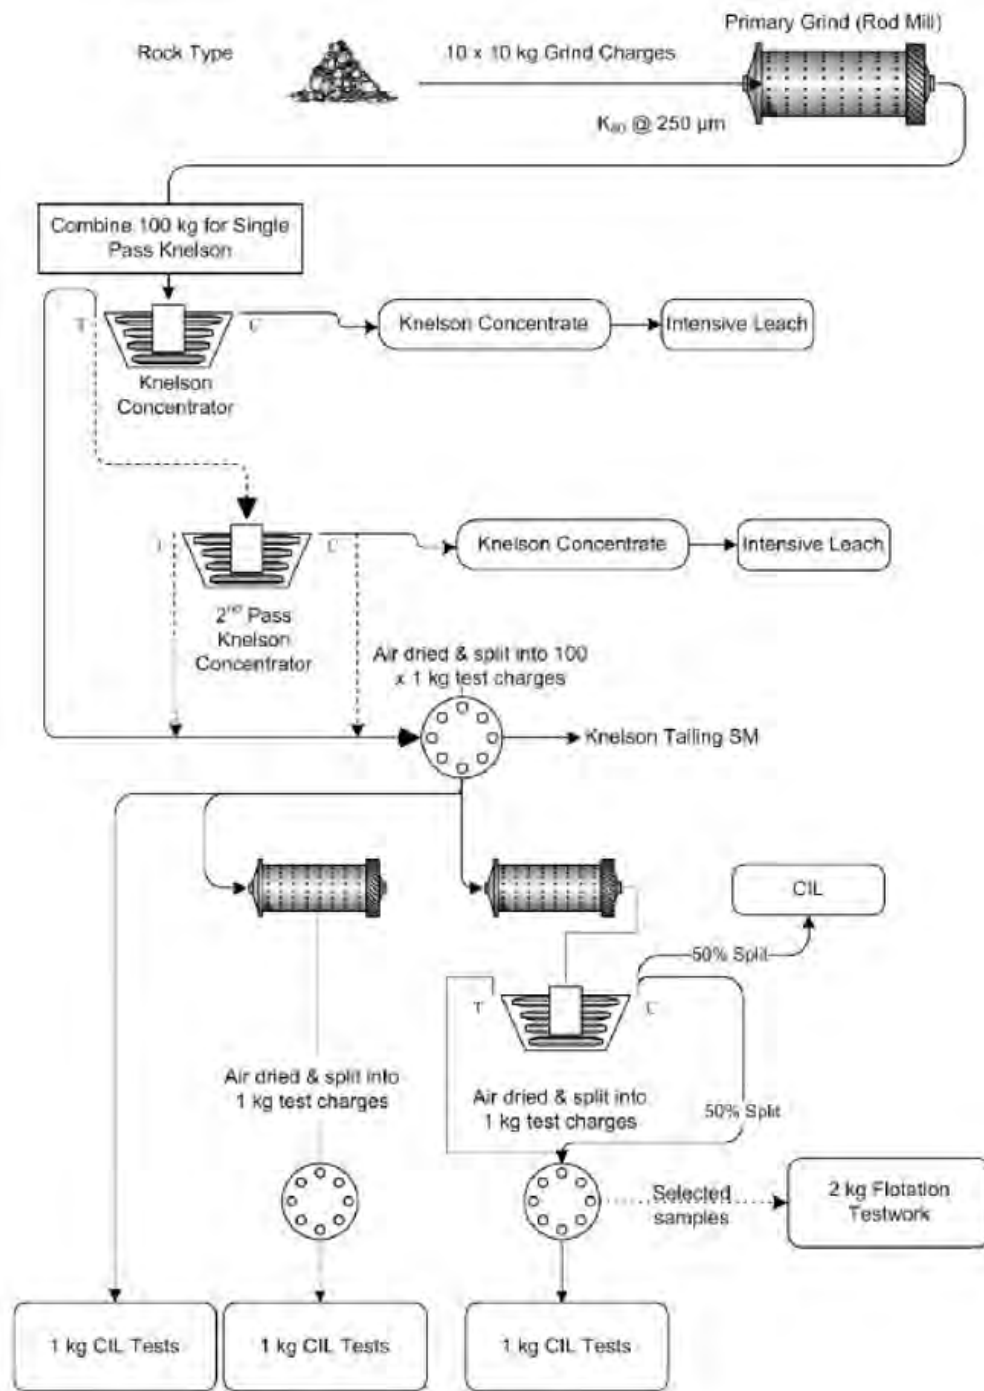 Primary Grind (Rod Mill)
Rock Type
10 x 10 kg Grind Charges
K80 @ 250 µm
Combine 100 kg for Single
Pass Knelson
T
C
Knelson Concentrate
Intensive Leach
Knelson
Concentrator
T
C
Knelson Concentrate
Intensive Leach
2nd Pass
Knelson
Concentrator
Air dried & split into 100
x 1 kg test charges
Knelson Tailing SM
CIL
50% Split
T
C
Air dried & split into
1 kg test charges
Air dried & split into
1 kg test charges
50% Split
Selected
samples
2 kg Flotation
Testwork
1 kg CIL Tests
1 kg CIL Tests
1 kg CIL Tests